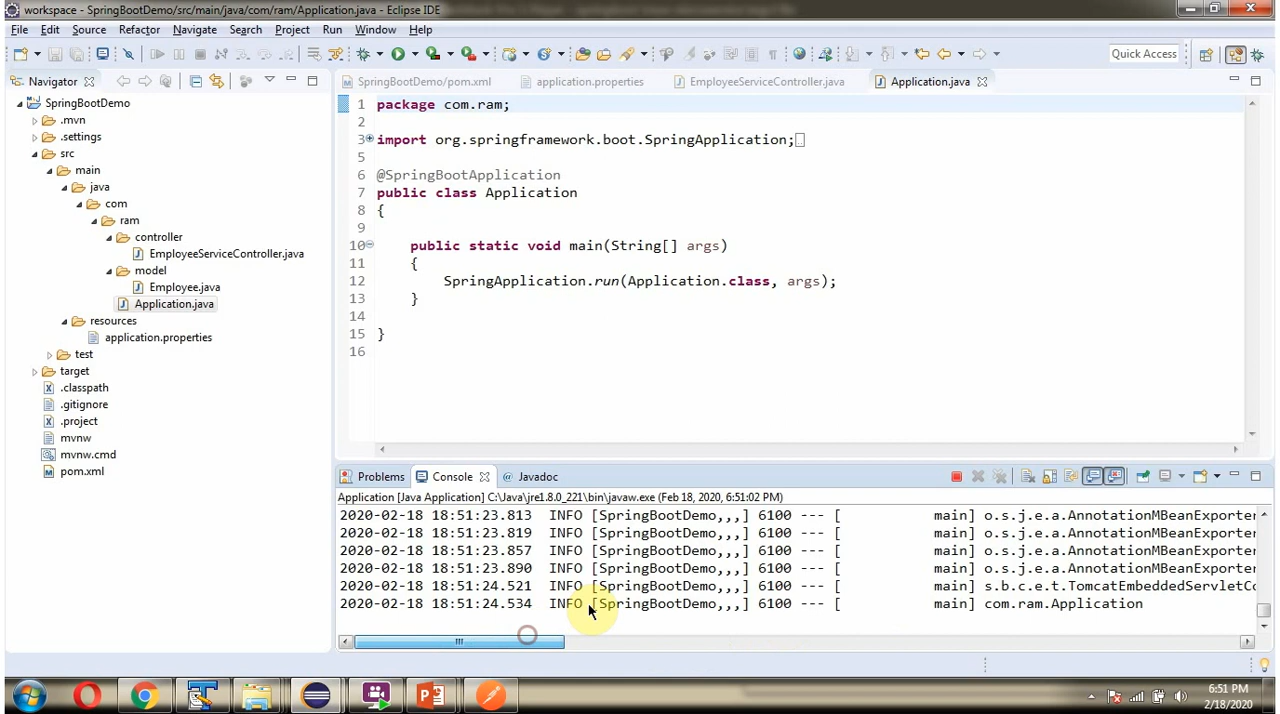 workspace - SpringBootDemo/src/main/java/com/ram/Application.java - Eclipse IDE
File Edit Source Refactor Navigate Search Project Run Window Help
Quick Access
Navigator
SpringBootDemo
.mvn
.settings
src
main
java
com
ram
controller
EmployeeServiceController.java
model
Employee.java
Application.java
resources
application.properties
test
target
.classpath
.gitignore
.project
mvnw
mvnw.cmd
pom.xml
SpringBootDemo/pom.xml application.properties EmployeeServiceController.java Application.java
1 package com.ram;
2
3 import org.springframework.boot.SpringApplication;
5
6 @SpringBootApplication
7 public class Application
8 {
9
10 public static void main(String[] args)
11 {
12 SpringApplication.run(Application.class, args);
13 }
14
15 }
16
Problems Console Javadoc
Application [Java Application] C:\Java\jre1.8.0_221\bin\javaw.exe (Feb 18, 2020, 6:51:02 PM)
2020-02-18 18:51:23.813 INFO [SpringBootDemo,,,] 6100 --- [ main] o.s.j.e.a.AnnotationMBeanExporter
2020-02-18 18:51:23.819 INFO [SpringBootDemo,,,] 6100 --- [ main] o.s.j.e.a.AnnotationMBeanExporter
2020-02-18 18:51:23.857 INFO [SpringBootDemo,,,] 6100 --- [ main] o.s.j.e.a.AnnotationMBeanExporter
2020-02-18 18:51:23.890 INFO [SpringBootDemo,,,] 6100 --- [ main] o.s.j.e.a.AnnotationMBeanExporter
2020-02-18 18:51:24.521 INFO [SpringBootDemo,,,] 6100 --- [ main] s.b.c.e.t.TomcatEmbeddedServletCo
2020-02-18 18:51:24.534 INFO [SpringBootDemo,,,] 6100 --- [ main] com.ram.Application
6:51 PM
2/18/2020